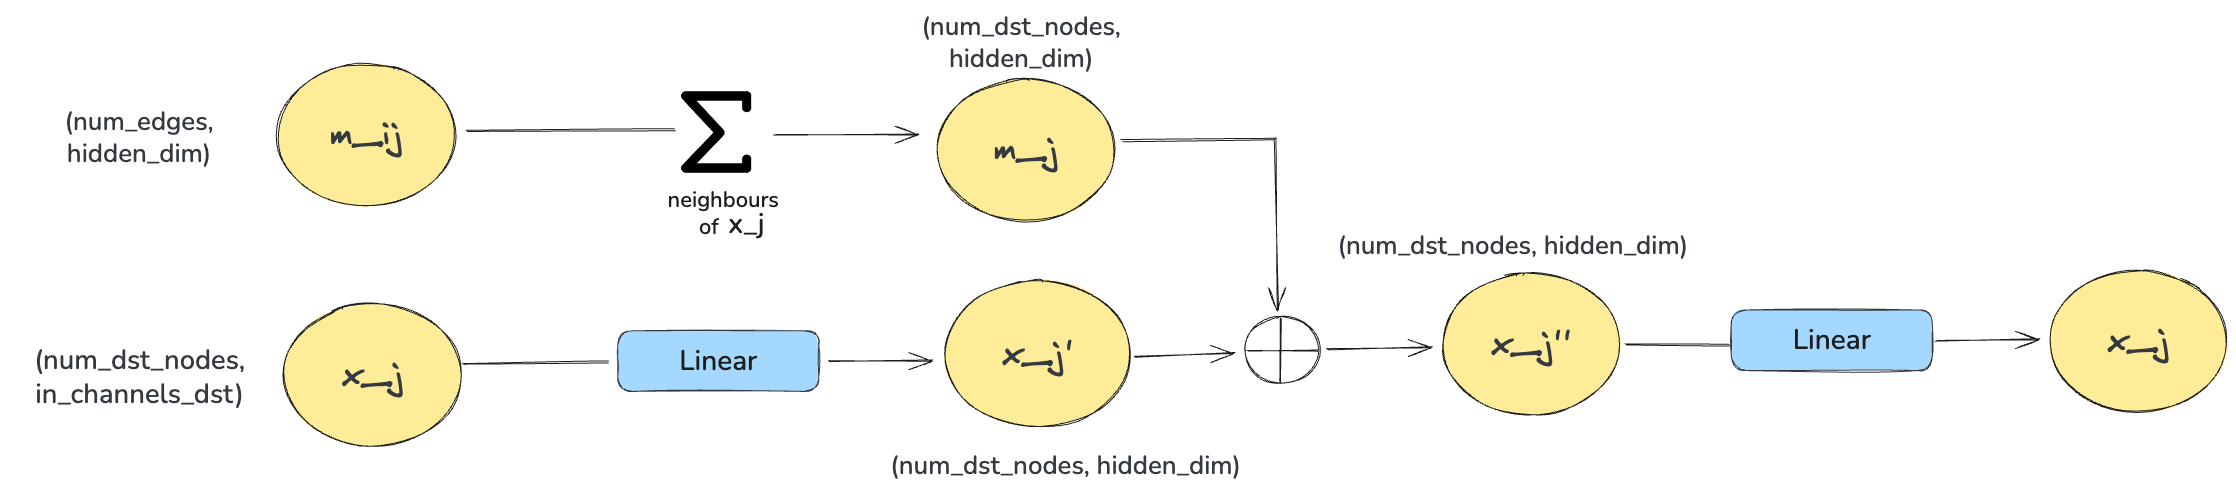 (num_dst_nodes,
hidden_dim)
(num_edges,
hidden_dim)
m_ij
Σ
neighbours
of x_j
m_j
(num_dst_nodes, hidden_dim)
(num_dst_nodes,
in_channels_dst)
x_j
Linear
x_j'
x_j''
Linear
x_j
(num_dst_nodes, hidden_dim)